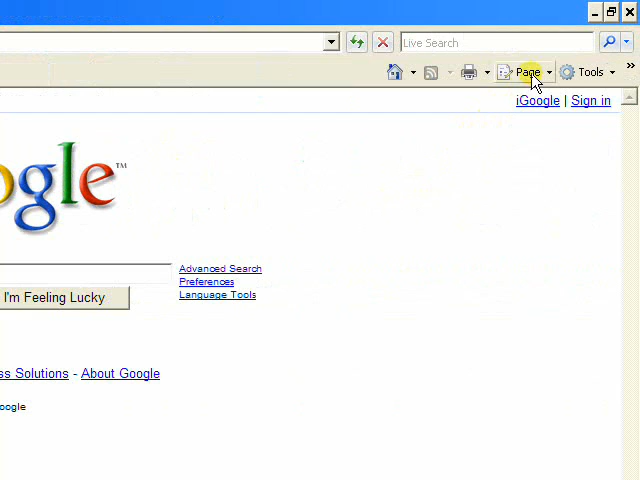 Live Search
Page Tools »
iGoogle | Sign in
ogle™
Advanced Search
Preferences
Language Tools
I'm Feeling Lucky
ss Solutions - About Google
oogle